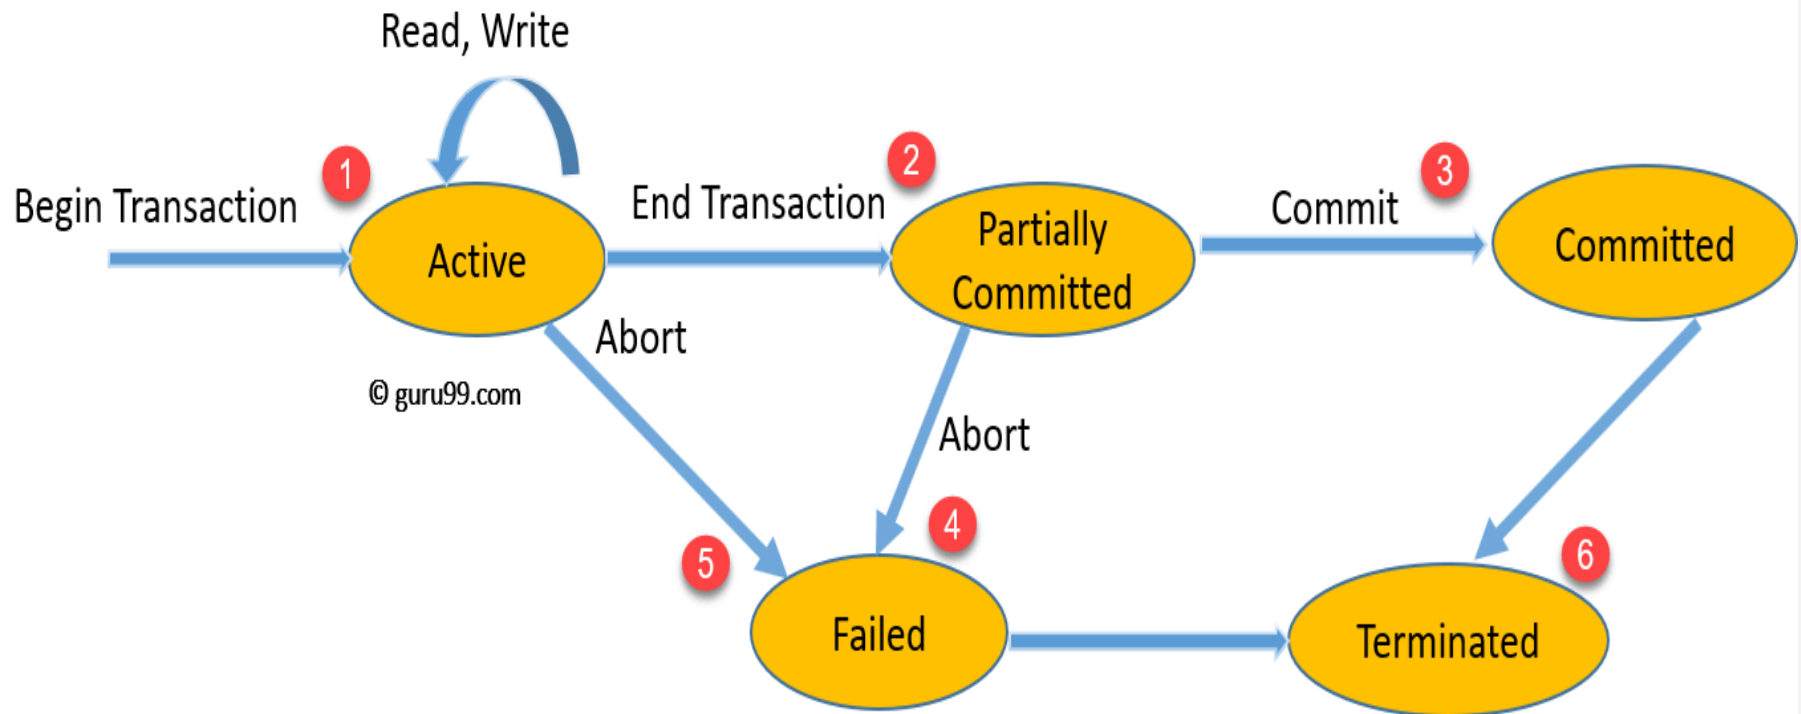 Read, Write
1
2
3
Begin Transaction
End Transaction
Commit
Active
Partially
Committed
Committed
Abort
© guru99.com
Abort
4
5
6
Failed
Terminated